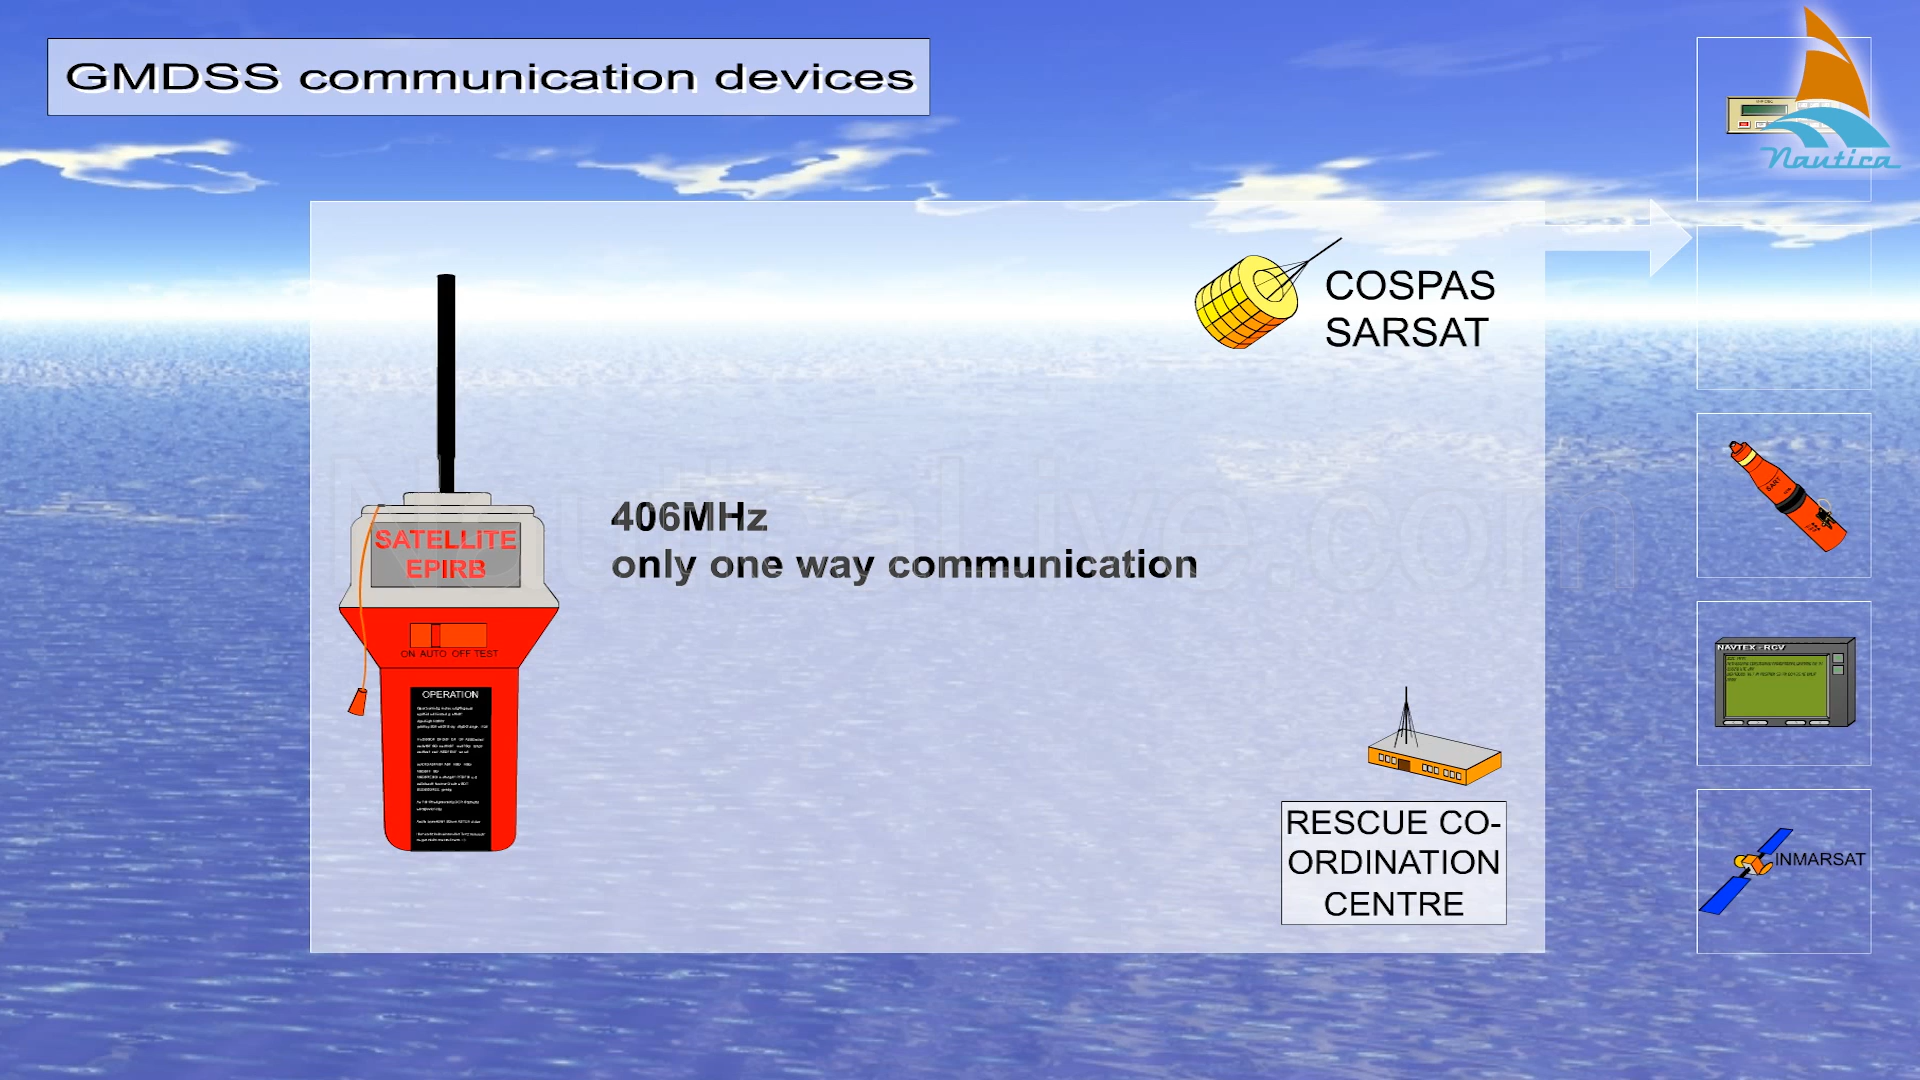 GMDSS communication devices
Nautica
COSPAS
SARSAT
406MHz
only one way communication
SATELLITE
EPIRB
ON AUTO OFF TEST
OPERATION
SART
NAVTEX-RCV
RESCUE CO-
ORDINATION
CENTRE
INMARSAT